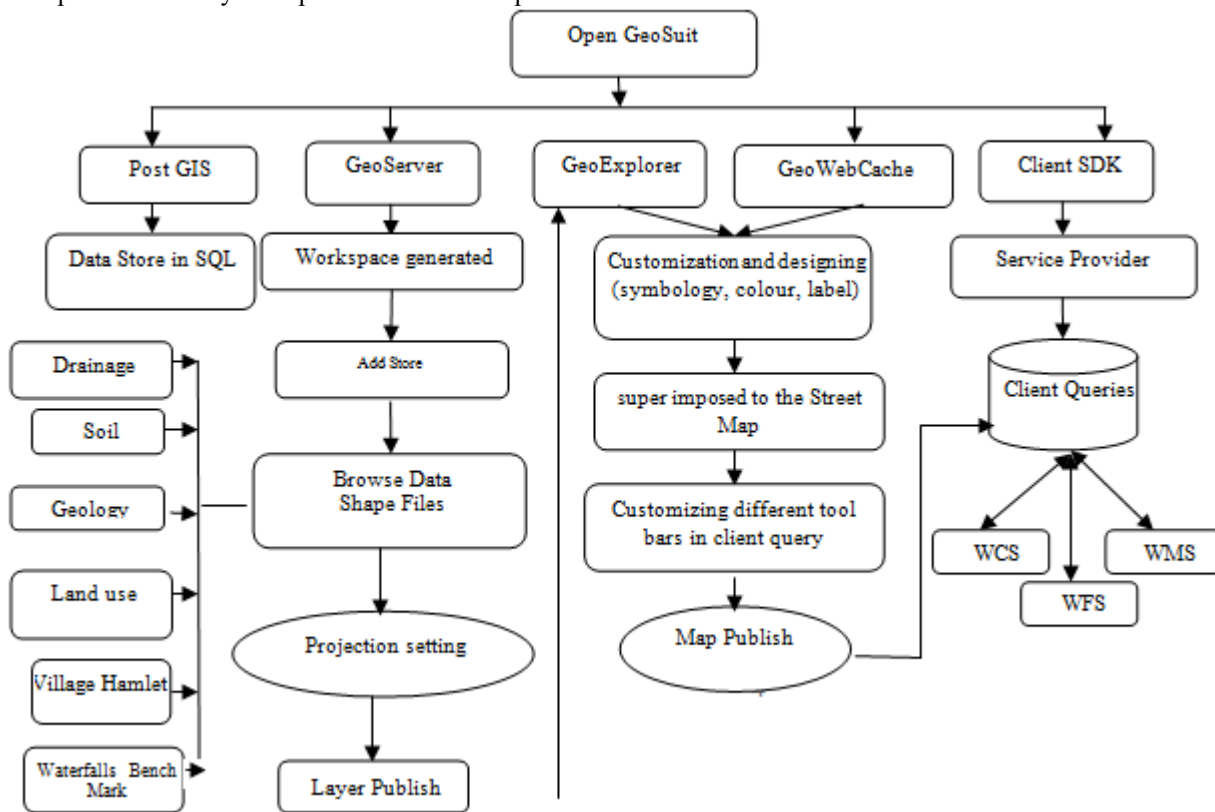 Open GeoSuit
Post GIS
GeoServer
GeoExplorer
GeoWebCache
Client SDK
Data Store in SQL
Workspace generated
Customization and designing
(symbology, colour, label)
Service Provider
Drainage
Add Store
super imposed to the Street
Map
Client Queries
Soil
Browse Data
Shape Files
Geology
Customizing different tool
bars in client query
WCS
WMS
WFS
Land use
Projection setting
Map Publish
Village Hamlet
Waterfalls Bench
Mark
Layer Publish